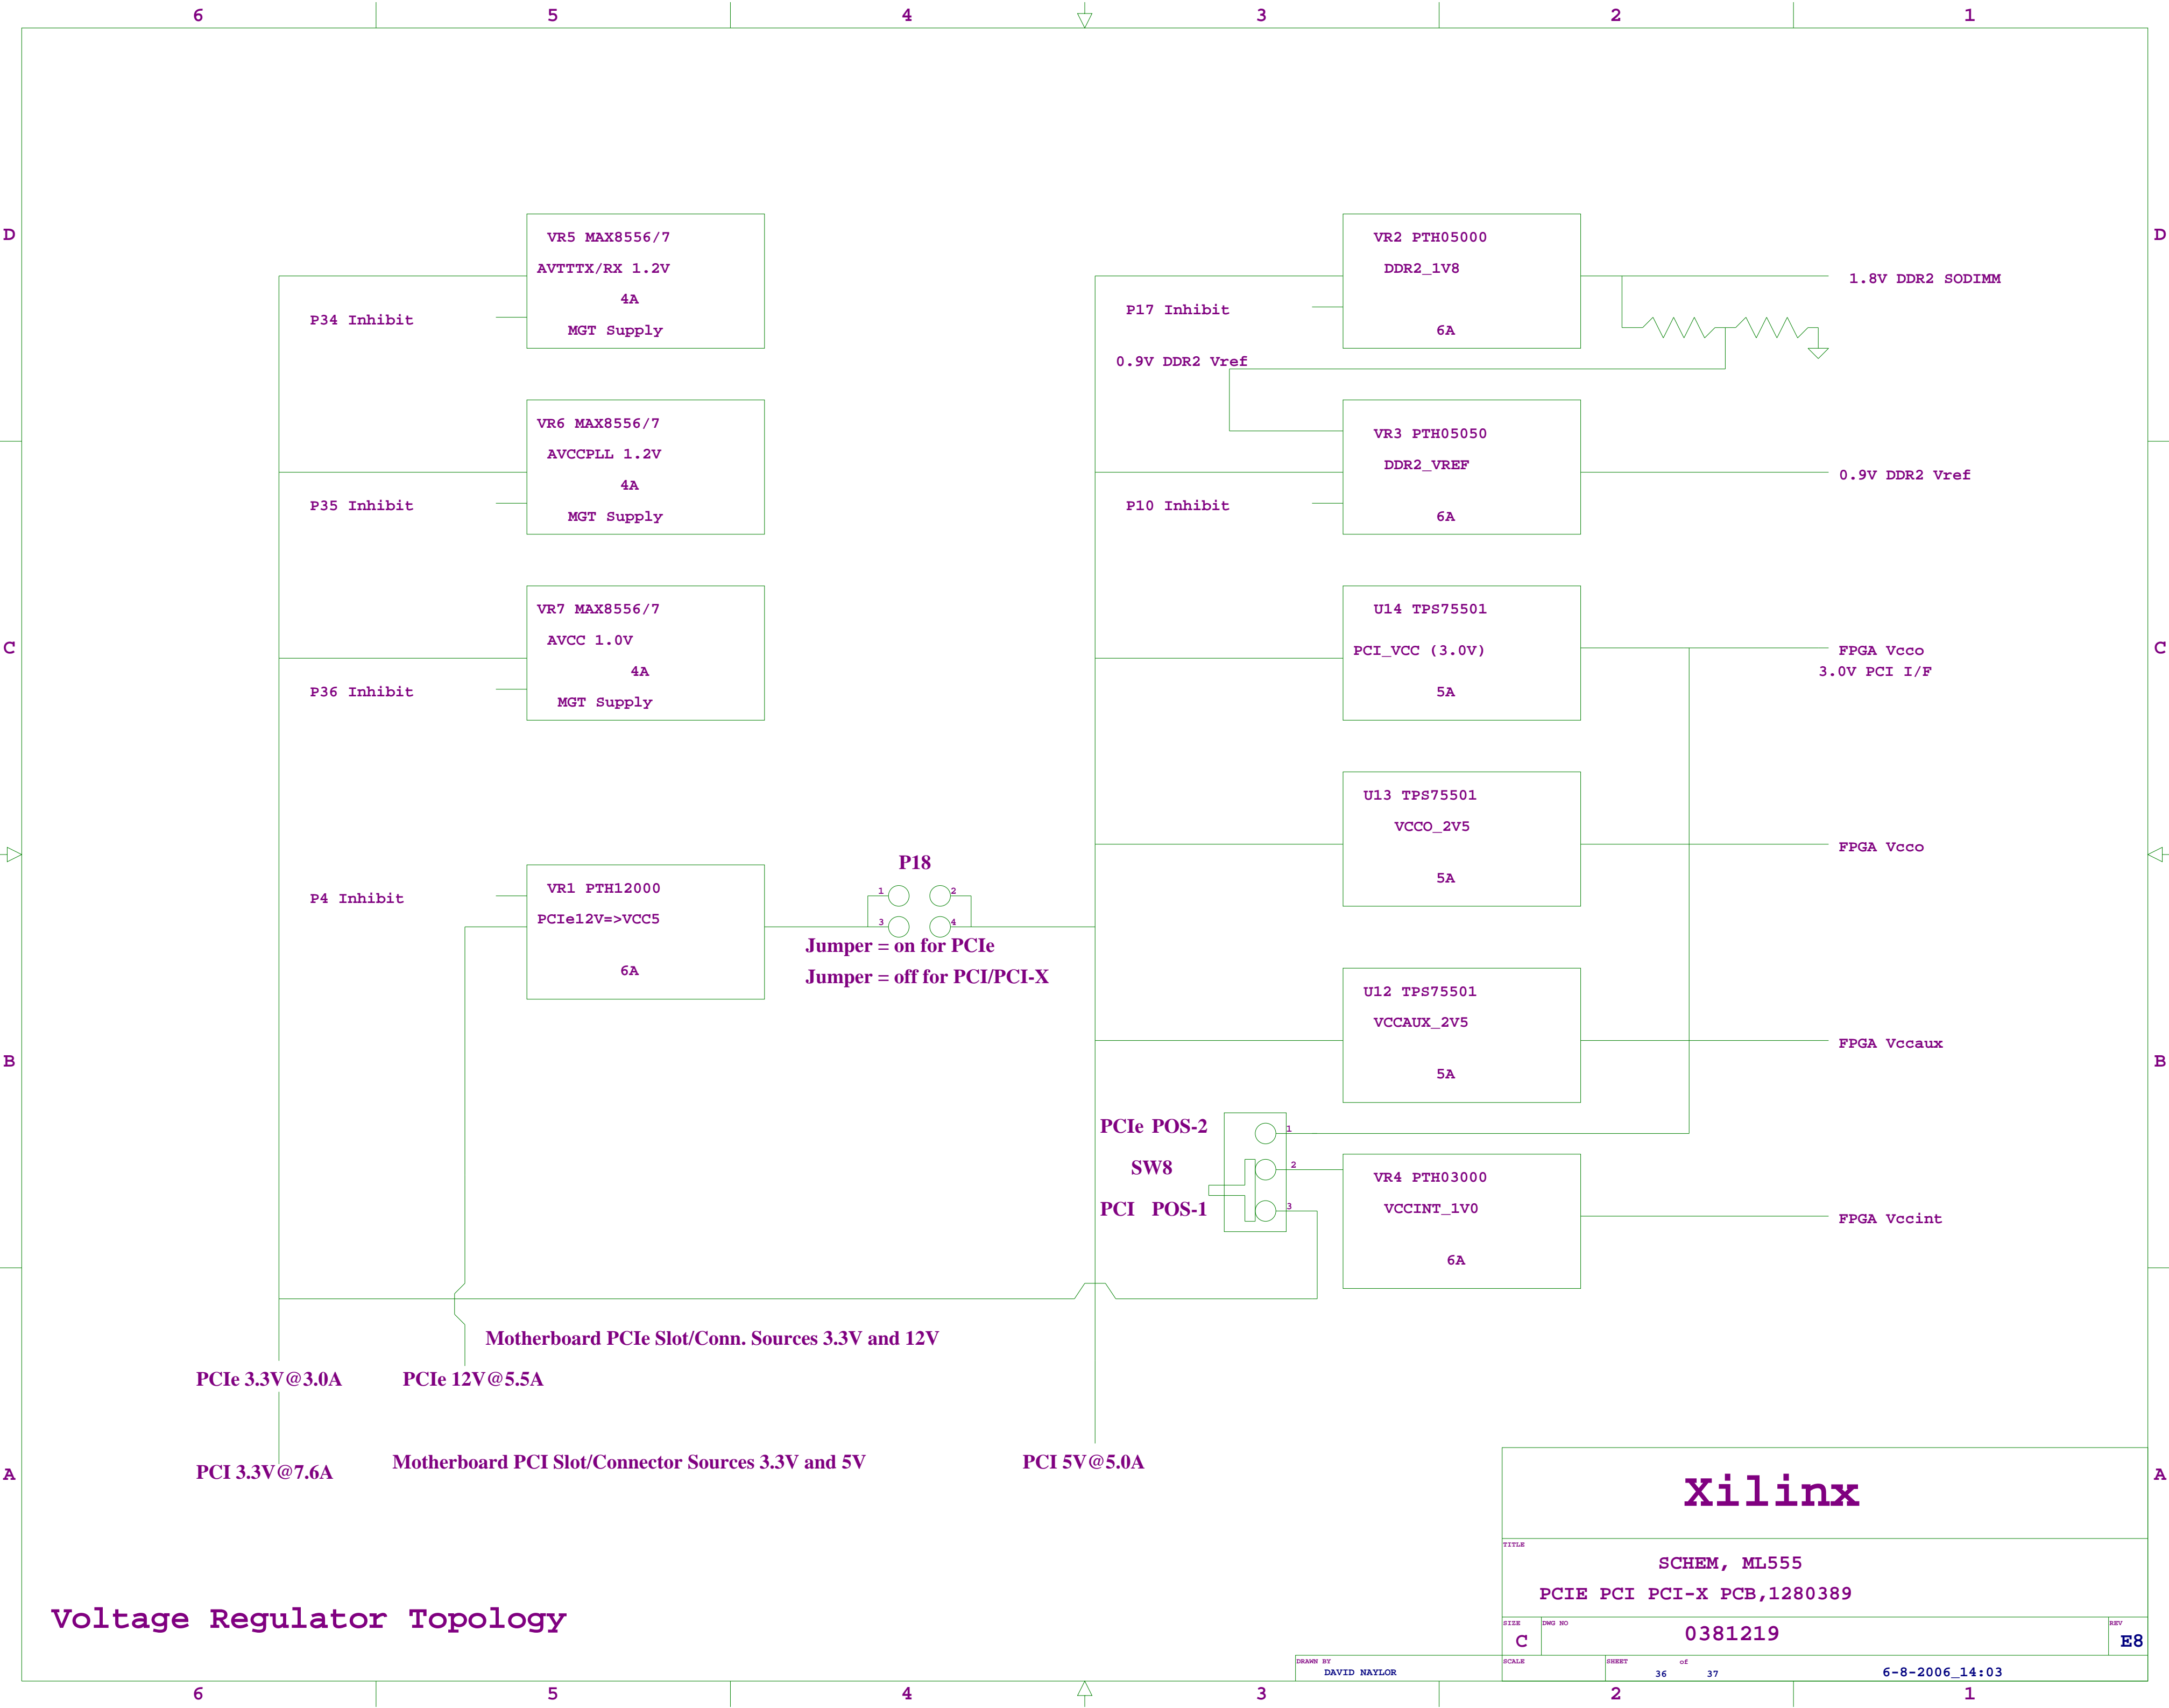 6 5 4 3 2 1
D D
VR5 MAX8556/7
AVTTTX/RX 1.2V
4A
MGT Supply
P34 Inhibit
VR6 MAX8556/7
AVCCPLL 1.2V
4A
MGT Supply
P35 Inhibit
VR7 MAX8556/7
AVCC 1.0V
4A
MGT Supply
P36 Inhibit
C C
P4 Inhibit
VR1 PTH12000
PCIe12V=>VCC5
6A
P18
1 2
3 4
Jumper = on for PCIe
Jumper = off for PCI/PCI-X
VR2 PTH05000
DDR2_1V8
6A
P17 Inhibit
1.8V DDR2 SODIMM
0.9V DDR2 Vref
VR3 PTH05050
DDR2_VREF
6A
P10 Inhibit
0.9V DDR2 Vref
U14 TPS75501
PCI_VCC (3.0V)
5A
FPGA Vcco
3.0V PCI I/F
U13 TPS75501
VCCO_2V5
5A
FPGA Vcco
U12 TPS75501
VCCAUX_2V5
5A
FPGA Vccaux
B B
PCIe POS-2
SW8
PCI POS-1
1
2
3
VR4 PTH03000
VCCINT_1V0
6A
FPGA Vccint
Motherboard PCIe Slot/Conn. Sources 3.3V and 12V
PCIe 3.3V@3.0A
PCIe 12V@5.5A
PCI 3.3V@7.6A
Motherboard PCI Slot/Connector Sources 3.3V and 5V
PCI 5V@5.0A
A A
Voltage Regulator Topology
Xilinx
TITLE
SCHEM, ML555
PCIE PCI PCI-X PCB,1280389
SIZE
C
DWG NO
0381219
REV
E8
DRAWN BY
DAVID NAYLOR
SCALE
SHEET 36 of 37
6-8-2006_14:03
6 5 4 3 2 1